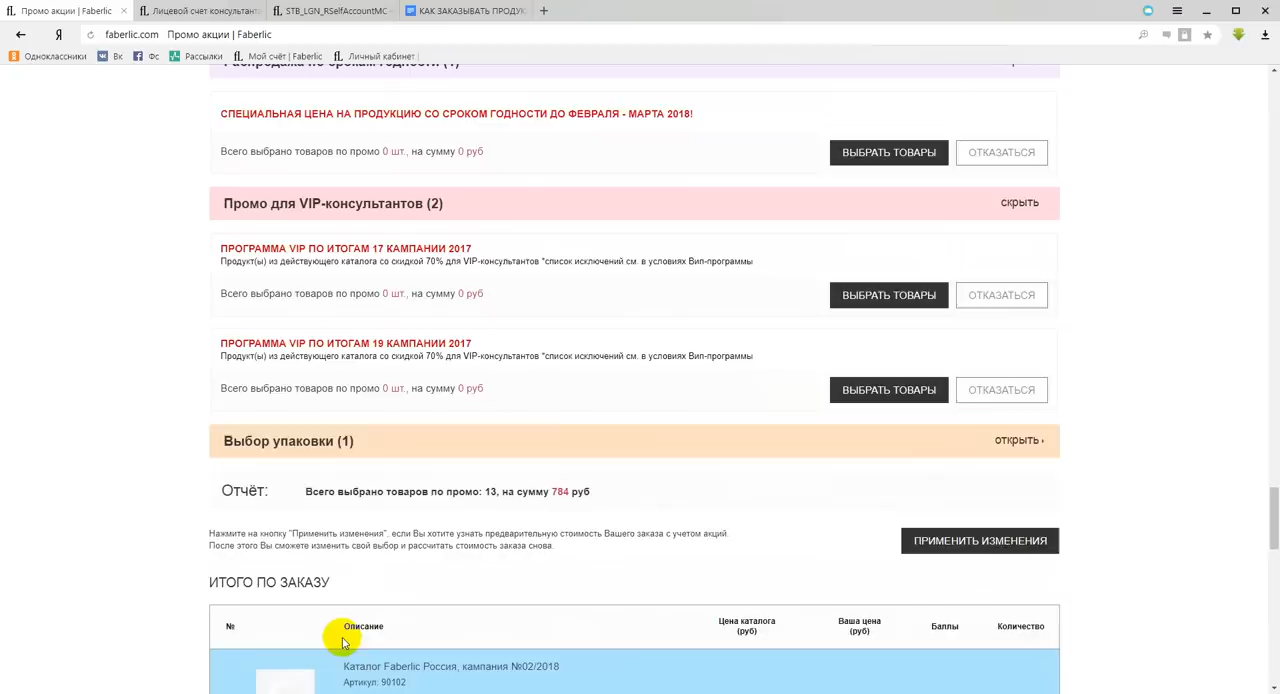 Промо акции | Faberlic
Лицевой счет консультант
STB_LGN_RSelfAccountMC
КАК ЗАКАЗЫВАТЬ ПРОДУК
Я
faberlic.com Промо акции | Faberlic
Одноклассники
Вк
Фс
Рассылки
Мой счёт | Faberlic
Личный кабинет |
Распродажа по срокам годности (1)
СПЕЦИАЛЬНАЯ ЦЕНА НА ПРОДУКЦИЮ СО СРОКОМ ГОДНОСТИ ДО ФЕВРАЛЯ - МАРТА 2018!
Всего выбрано товаров по промо 0 шт., на сумму 0 руб
ВЫБРАТЬ ТОВАРЫ
ОТКАЗАТЬСЯ
Промо для VIP-консультантов (2)
скрыть
ПРОГРАММА VIP ПО ИТОГАМ 17 КАМПАНИИ 2017
Продукт(ы) из действующего каталога со скидкой 70% для VIP-консультантов *список исключений см. в условиях Вип-программы
Всего выбрано товаров по промо 0 шт., на сумму 0 руб
ВЫБРАТЬ ТОВАРЫ
ОТКАЗАТЬСЯ
ПРОГРАММА VIP ПО ИТОГАМ 19 КАМПАНИИ 2017
Продукт(ы) из действующего каталога со скидкой 70% для VIP-консультантов *список исключений см. в условиях Вип-программы
Всего выбрано товаров по промо 0 шт., на сумму 0 руб
ВЫБРАТЬ ТОВАРЫ
ОТКАЗАТЬСЯ
Выбор упаковки (1)
открыть
Отчёт:
Всего выбрано товаров по промо: 13, на сумму 784 руб
Нажмите на кнопку "Применить изменения", если Вы хотите узнать предварительную стоимость Вашего заказа с учетом акций.
После этого Вы сможете изменить свой выбор и рассчитать стоимость заказа снова.
ПРИМЕНИТЬ ИЗМЕНЕНИЯ
ИТОГО ПО ЗАКАЗУ
№
Описание
Цена каталога
(руб)
Ваша цена
(руб)
Баллы
Количество
Каталог Faberlic Россия, кампания №02/2018
Артикул: 90102